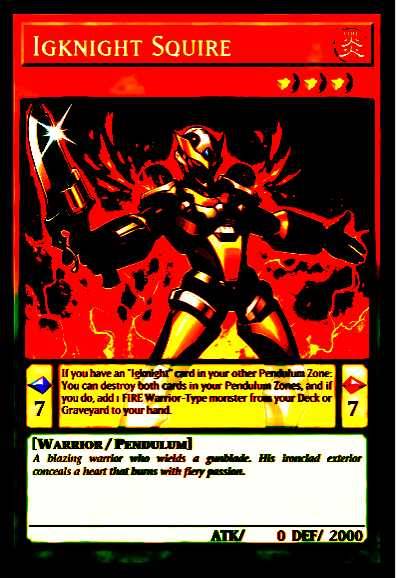 IGKNIGHT SQUIRE
炎
If you have an "Igknight" card in your other Pendulum Zone:
You can destroy both cards in your Pendulum Zones, and if
you do, add 1 FIRE Warrior-Type monster from your Deck or
Graveyard to your hand.
7
7
[WARRIOR / PENDULUM]
A blazing warrior who wields a gunblade. His ironclad exterior
conceals a heart that burns with fiery passion.
ATK/ 0 DEF/ 2000